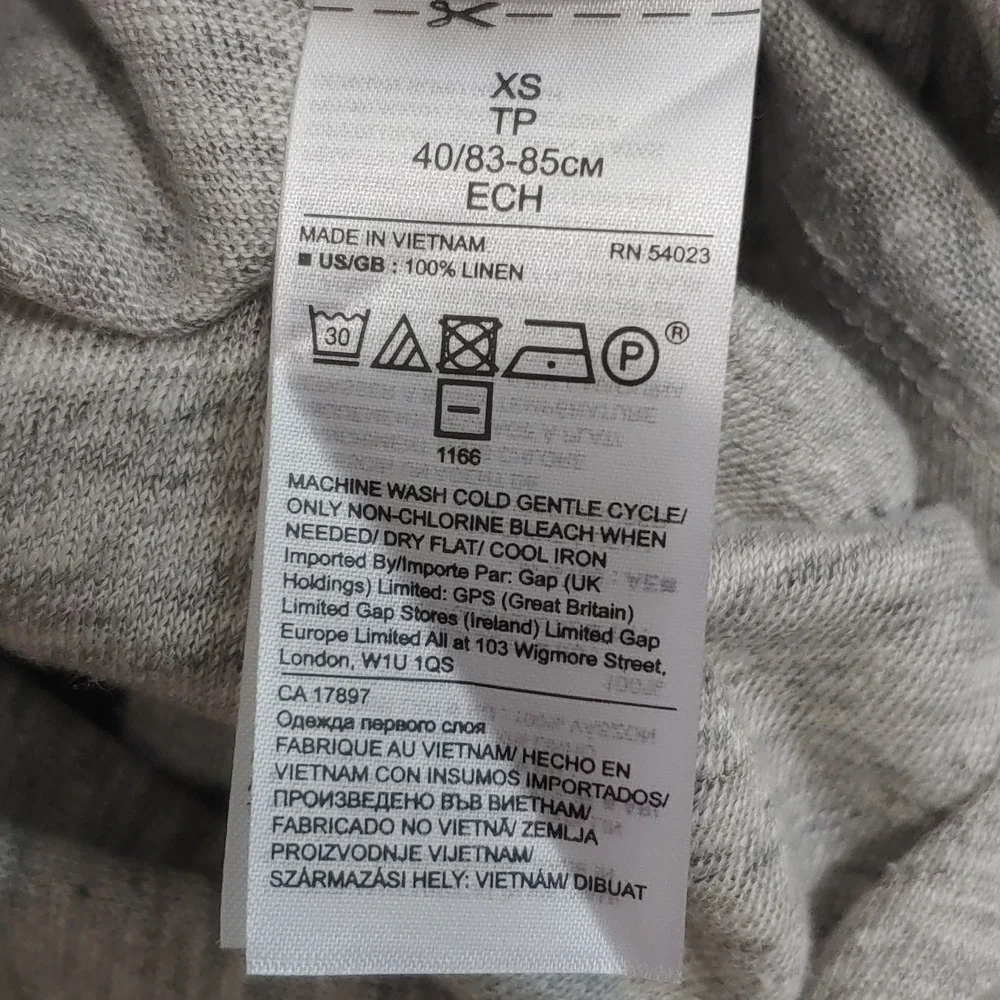 XS
TP
40/83-85CM
ECH
MADE IN VIETNAM RN 54023
■ US/GB : 100% LINEN
30 P ®
1166
MACHINE WASH COLD GENTLE CYCLE/
ONLY NON-CHLORINE BLEACH WHEN
NEEDED/ DRY FLAT/ COOL IRON
Imported By/Importe Par: Gap (UK
Holdings) Limited: GPS (Great Britain)
Limited Gap Stores (Ireland) Limited Gap
Europe Limited All at 103 Wigmore Street,
London, W1U 1QS
CA 17897
Одежда первого слоя
FABRIQUE AU VIETNAM/ HECHO EN
VIETNAM CON INSUMOS IMPORTADOS/
ПРОИЗВЕДЕНО ВЪВ ВИЕТНАМ/
FABRICADO NO VIETNÃ/ ZEMLJA
PROIZVODNJE VIJETNAM/
SZÁRMAZÁSI HELY: VIETNÁM/ DIBUAT